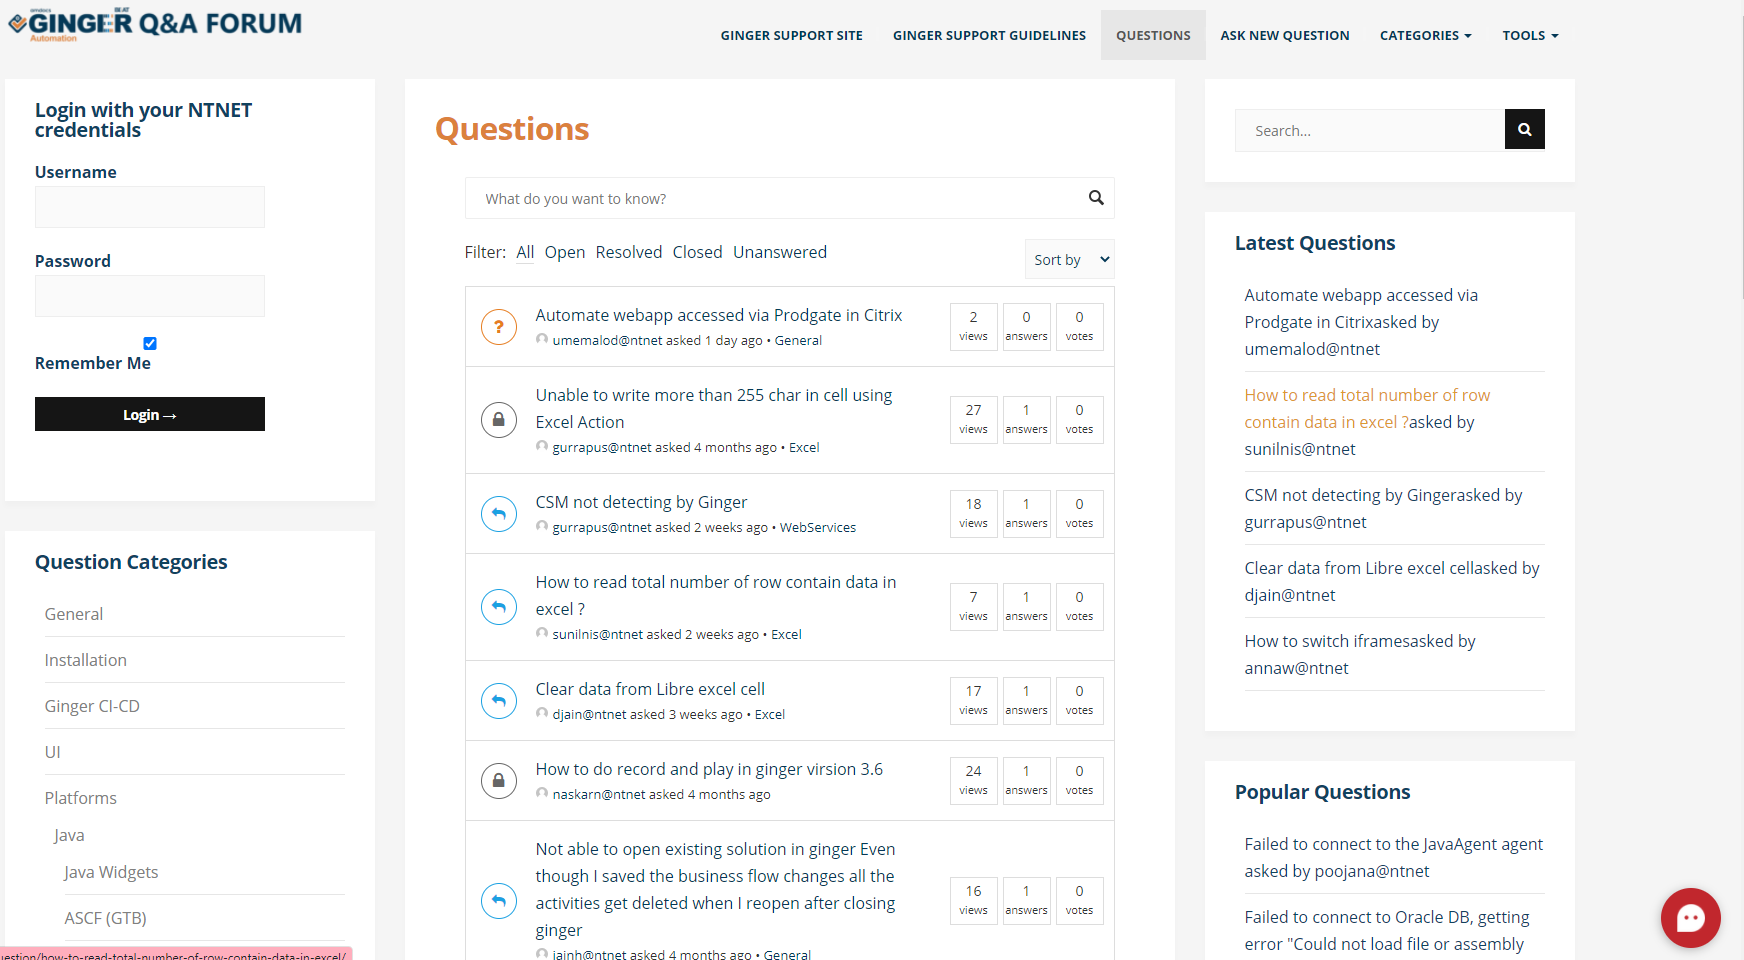 amdocs
BEAT
GINGER Q&A FORUM
Automation
GINGER SUPPORT SITE
GINGER SUPPORT GUIDELINES
QUESTIONS
ASK NEW QUESTION
CATEGORIES
TOOLS
Login with your NTNET
credentials
Username
Password
Remember Me
Login →
Question Categories
General
Installation
Ginger CI-CD
UI
Platforms
Java
Java Widgets
ASCF (GTB)
uestion/how-to-read-total-number-of-row-contain-data-in-excel/
Questions
What do you want to know?
Filter: All Open Resolved Closed Unanswered
Sort by
Automate webapp accessed via Prodgate in Citrix
umemalod@ntnet asked 1 day ago • General
2 0 0
views answers votes
Unable to write more than 255 char in cell using
Excel Action
gurrapus@ntnet asked 4 months ago • Excel
27 1 0
views answers votes
CSM not detecting by Ginger
gurrapus@ntnet asked 2 weeks ago • WebServices
18 1 0
views answers votes
How to read total number of row contain data in
excel ?
sunilnis@ntnet asked 2 weeks ago • Excel
7 1 0
views answers votes
Clear data from Libre excel cell
djain@ntnet asked 3 weeks ago • Excel
17 1 0
views answers votes
How to do record and play in ginger virsion 3.6
naskarn@ntnet asked 4 months ago
24 1 0
views answers votes
Not able to open existing solution in ginger Even
though I saved the business flow changes all the
activities get deleted when I reopen after closing
ginger
jainh@ntnet asked 4 months ago • General
16 1 0
views answers votes
Search...
Latest Questions
Automate webapp accessed via
Prodgate in Citrixasked by
umemalod@ntnet
How to read total number of row
contain data in excel ?asked by
sunilnis@ntnet
CSM not detecting by Gingerasked by
gurrapus@ntnet
Clear data from Libre excel cellasked by
djain@ntnet
How to switch iframesasked by
annaw@ntnet
Popular Questions
Failed to connect to the JavaAgent agent
asked by poojana@ntnet
Failed to connect to Oracle DB, getting
error "Could not load file or assembly